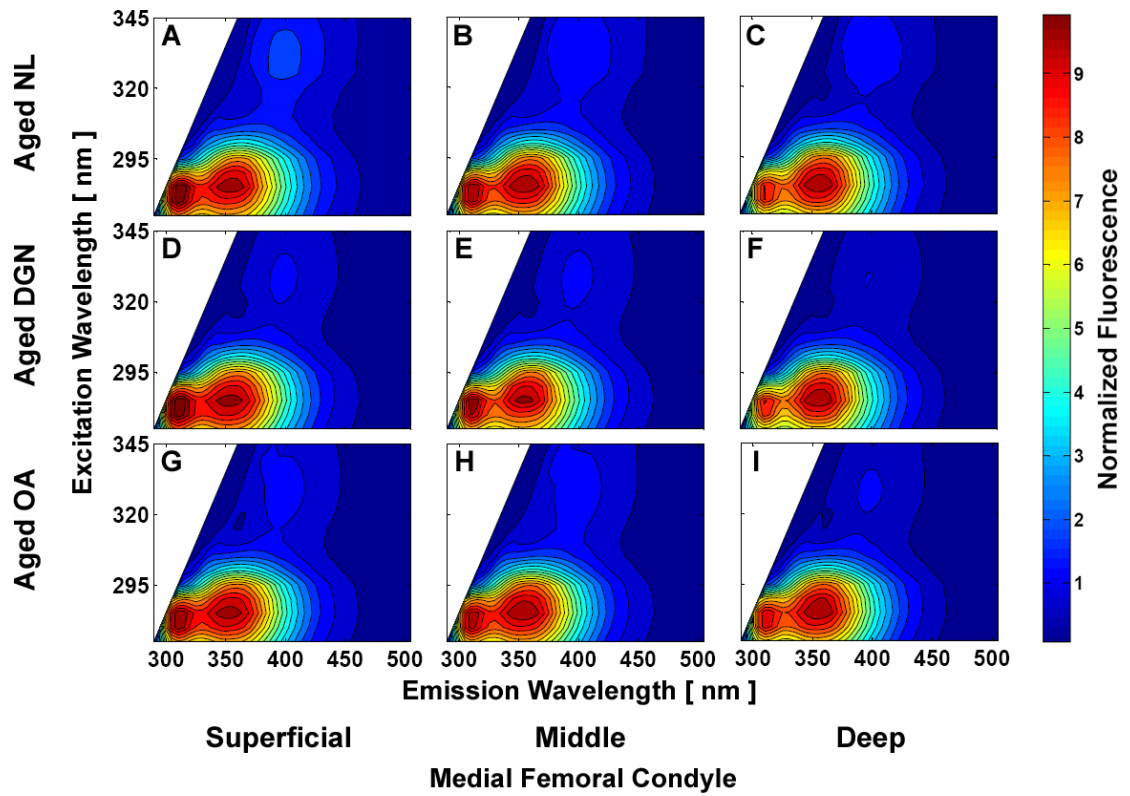 Aged NL
Aged DGN
Aged OA
Excitation Wavelength [ nm ]
345
320
295
345
320
295
345
320
295
A
B
C
D
E
F
G
H
I
300 350 400 450 500
300 350 400 450 500
300 350 400 450 500
Emission Wavelength [ nm ]
Superficial
Middle
Deep
Medial Femoral Condyle
9
8
7
6
5
4
3
2
1
Normalized Fluorescence